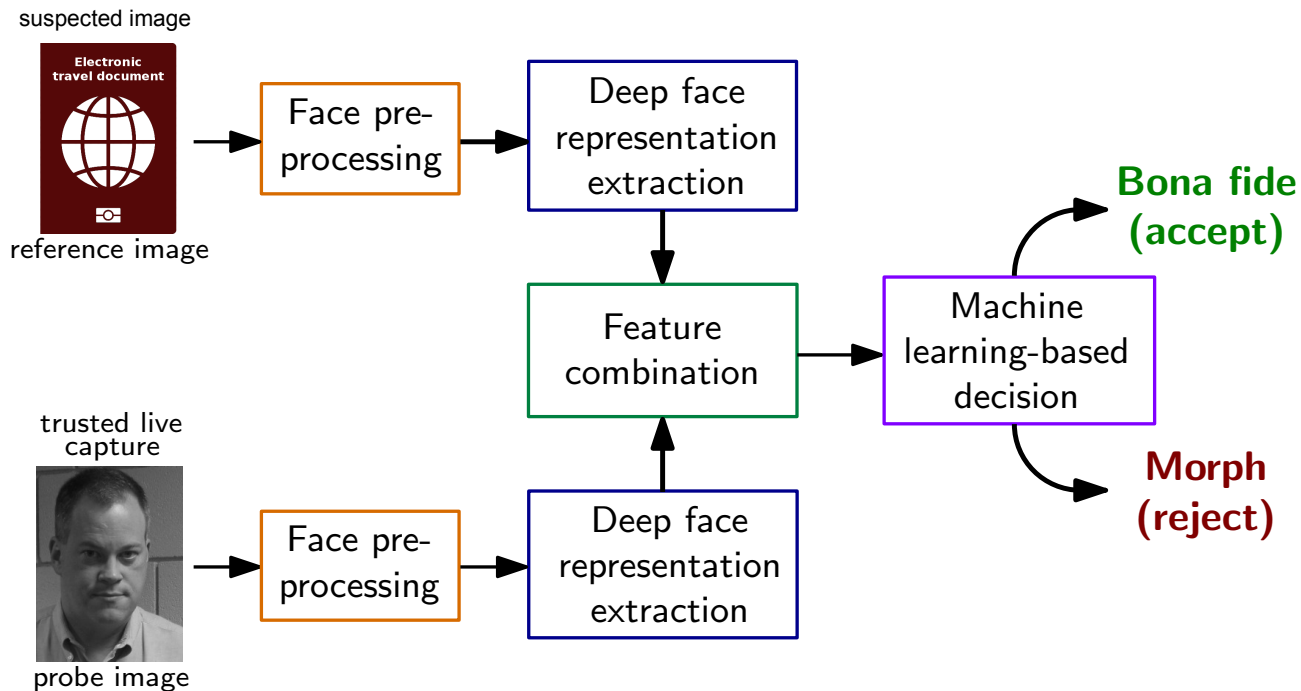 suspected image
Electronic
travel document
reference image
Face pre-
processing
Deep face
representation
extraction
Feature
combination
Machine
learning-based
decision
Bona fide
(accept)
Morph
(reject)
trusted live
capture
probe image
Face pre-
processing
Deep face
representation
extraction